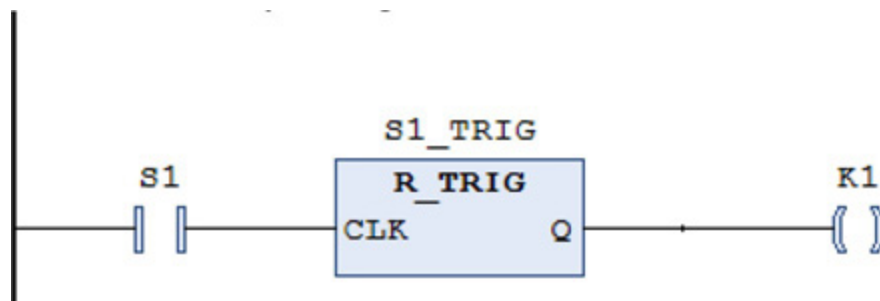 S1_TRIG
S1
R_TRIG
K1
CLK
Q